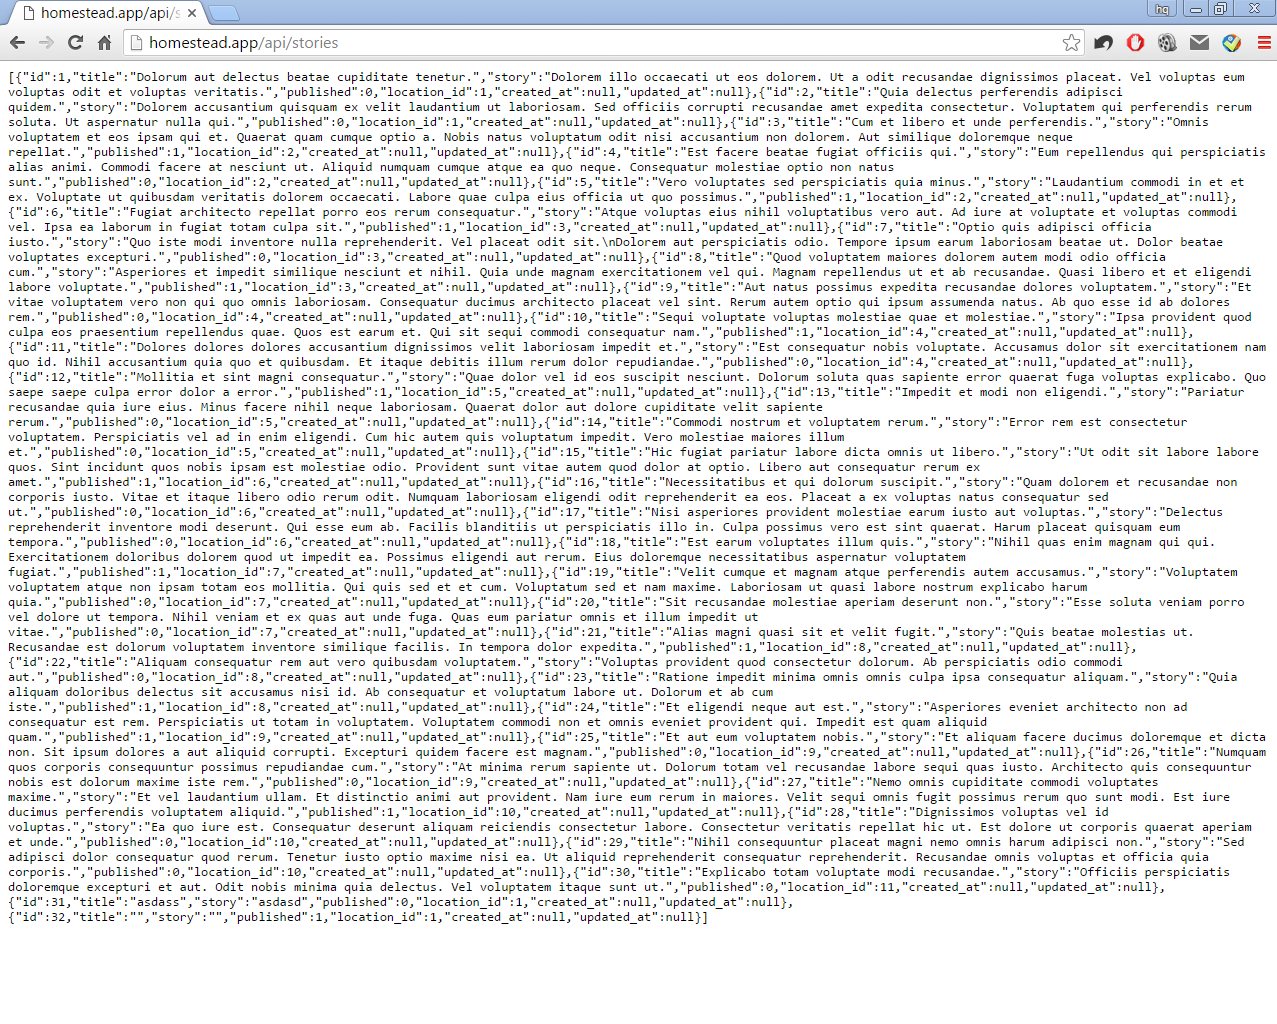 homestead.app/api/s
hq
homestead.app/api/stories
[{"id":1,"title":"Dolorum aut delectus beatae cupiditate tenetur.","story":"Dolorem illo occaecati ut eos dolorem. Ut a odit recusandae dignissimos placeat. Vel voluptas eum
voluptas odit et voluptas veritatis.","published":0,"location_id":1,"created_at":null,"updated_at":null},{"id":2,"title":"Quia delectus perferendis adipisci
quidem.","story":"Dolorem accusantium quisquam ex velit laudantium ut laboriosam. Sed officiis corrupti recusandae amet expedita consectetur. Voluptatem qui perferendis rerum
soluta. Ut aspernatur nulla qui.","published":0,"location_id":1,"created_at":null,"updated_at":null},{"id":3,"title":"Cum et libero et unde perferendis.","story":"Omnis
voluptatem et eos ipsam qui et. Quaerat quam cumque optio a. Nobis natus voluptatum odit nisi accusantium non dolorem. Aut similique doloremque neque
repellat.","published":1,"location_id":2,"created_at":null,"updated_at":null},{"id":4,"title":"Est facere beatae fugiat officiis qui.","story":"Eum repellendus qui perspiciatis
alias animi. Commodi facere at nesciunt ut. Aliquid numquam cumque atque ea quo neque. Consequatur molestiae optio non natus
sunt.","published":0,"location_id":2,"created_at":null,"updated_at":null},{"id":5,"title":"Vero voluptates sed perspiciatis quia minus.","story":"Laudantium commodi in et et
ex. Voluptate ut quibusdam veritatis dolorem occaecati. Labore quae culpa eius officia ut quo possimus.","published":1,"location_id":2,"created_at":null,"updated_at":null},
{"id":6,"title":"Fugiat architecto repellat porro eos rerum consequatur.","story":"Atque voluptas eius nihil voluptatibus vero aut. Ad iure at voluptate et voluptas commodi
vel. Ipsa ea laborum in fugiat totam culpa sit.","published":1,"location_id":3,"created_at":null,"updated_at":null},{"id":7,"title":"Optio quis adipisci officia
iusto.","story":"Quo iste modi inventore nulla reprehenderit. Vel placeat odit sit.\nDolorem aut perspiciatis odio. Tempore ipsum earum laboriosam beatae ut. Dolor beatae
voluptates excepturi.","published":0,"location_id":3,"created_at":null,"updated_at":null},{"id":8,"title":"Quod voluptatem maiores dolorem autem modi odio officia
cum.","story":"Asperiores et impedit similique nesciunt et nihil. Quia unde magnam exercitationem vel qui. Magnam repellendus ut et ab recusandae. Quasi libero et et eligendi
labore voluptate.","published":1,"location_id":3,"created_at":null,"updated_at":null},{"id":9,"title":"Aut natus possimus expedita recusandae dolores voluptatem.","story":"Et
vitae voluptatem vero non qui quo omnis laboriosam. Consequatur ducimus architecto placeat vel sint. Rerum autem optio qui ipsum assumenda natus. Ab quo esse id ab dolores
rem.","published":0,"location_id":4,"created_at":null,"updated_at":null},{"id":10,"title":"Sequi voluptate voluptas molestiae quae et molestiae.","story":"Ipsa provident quod
culpa eos praesentium repellendus quae. Quos est earum et. Qui sit sequi commodi consequatur nam.","published":1,"location_id":4,"created_at":null,"updated_at":null},
{"id":11,"title":"Dolores dolores dolores accusantium dignissimos velit laboriosam impedit et.","story":"Est consequatur nobis voluptate. Accusamus dolor sit exercitationem nam
quo id. Nihil accusantium quia quo et quibusdam. Et itaque debitis illum rerum dolor repudiandae.","published":0,"location_id":4,"created_at":null,"updated_at":null},
{"id":12,"title":"Mollitia et sint magni consequatur.","story":"Quae dolor vel id eos suscipit nesciunt. Dolorum soluta quas sapiente error quaerat fuga voluptas explicabo. Quo
saepe saepe culpa error dolor a error.","published":1,"location_id":5,"created_at":null,"updated_at":null},{"id":13,"title":"Impedit et modi non eligendi.","story":"Pariatur
recusandae quia iure eius. Minus facere nihil neque laboriosam. Quaerat dolor aut dolore cupiditate velit sapiente
rerum.","published":0,"location_id":5,"created_at":null,"updated_at":null},{"id":14,"title":"Commodi nostrum et voluptatem rerum.","story":"Error rem est consectetur
voluptatem. Perspiciatis vel ad in enim eligendi. Cum hic autem quis voluptatum impedit. Vero molestiae maiores illum
et.","published":0,"location_id":5,"created_at":null,"updated_at":null},{"id":15,"title":"Hic fugiat pariatur labore dicta omnis ut libero.","story":"Ut odit sit labore labore
quos. Sint incidunt quos nobis ipsam est molestiae odio. Provident sunt vitae autem quod dolor at optio. Libero aut consequatur rerum ex
amet.","published":1,"location_id":6,"created_at":null,"updated_at":null},{"id":16,"title":"Necessitatibus et qui dolorum suscipit.","story":"Quam dolorem et recusandae non
corporis iusto. Vitae et itaque libero odio rerum odit. Numquam laboriosam eligendi odit reprehenderit ea eos. Placeat a ex voluptas natus consequatur sed
ut.","published":0,"location_id":6,"created_at":null,"updated_at":null},{"id":17,"title":"Nisi asperiores provident molestiae earum iusto aut voluptas.","story":"Delectus
reprehenderit inventore modi deserunt. Qui esse eum ab. Facilis blanditiis ut perspiciatis illo in. Culpa possimus vero est sint quaerat. Harum placeat quisquam eum
tempora.","published":0,"location_id":6,"created_at":null,"updated_at":null},{"id":18,"title":"Est earum voluptates illum quis.","story":"Nihil quas enim magnam qui qui.
Exercitationem doloribus dolorem quod ut impedit ea. Possimus eligendi aut rerum. Eius doloremque necessitatibus aspernatur voluptatem
fugiat.","published":1,"location_id":7,"created_at":null,"updated_at":null},{"id":19,"title":"Velit cumque et magnam atque perferendis autem accusamus.","story":"Voluptatem
voluptatem atque non ipsam totam eos mollitia. Qui quis sed et et cum. Voluptatum sed et nam maxime. Laboriosam ut quasi labore nostrum explicabo harum
quia.","published":0,"location_id":7,"created_at":null,"updated_at":null},{"id":20,"title":"Sit recusandae molestiae aperiam deserunt non.","story":"Esse soluta veniam porro
vel dolore ut tempora. Nihil veniam et ex quas aut unde fuga. Quas eum pariatur omnis et illum impedit ut
vitae.","published":0,"location_id":7,"created_at":null,"updated_at":null},{"id":21,"title":"Alias magni quasi sit et velit fugit.","story":"Quis beatae molestias ut.
Recusandae est dolorum voluptatem inventore similique facilis. In tempora dolor expedita.","published":1,"location_id":8,"created_at":null,"updated_at":null},
{"id":22,"title":"Aliquam consequatur rem aut vero quibusdam voluptatem.","story":"Voluptas provident quod consectetur dolorum. Ab perspiciatis odio commodi
aut.","published":0,"location_id":8,"created_at":null,"updated_at":null},{"id":23,"title":"Ratione impedit minima omnis omnis culpa ipsa consequatur aliquam.","story":"Quia
aliquam doloribus delectus sit accusamus nisi id. Ab consequatur et voluptatum labore ut. Dolorum et ab cum
iste.","published":1,"location_id":8,"created_at":null,"updated_at":null},{"id":24,"title":"Et eligendi neque aut est.","story":"Asperiores eveniet architecto non ad
consequatur est rem. Perspiciatis ut totam in voluptatem. Voluptatem commodi non et omnis eveniet provident qui. Impedit est quam aliquid
quam.","published":1,"location_id":9,"created_at":null,"updated_at":null},{"id":25,"title":"Et aut eum voluptatem nobis.","story":"Et aliquam facere ducimus doloremque et dicta
non. Sit ipsum dolores a aut aliquid corrupti. Excepturi quidem facere est magnam.","published":0,"location_id":9,"created_at":null,"updated_at":null},{"id":26,"title":"Numquam
quos corporis consequuntur possimus repudiandae cum.","story":"At minima rerum sapiente ut. Dolorum totam vel recusandae labore sequi quas iusto. Architecto quis consequuntur
nobis est dolorum maxime iste rem.","published":0,"location_id":9,"created_at":null,"updated_at":null},{"id":27,"title":"Nemo omnis cupiditate commodi voluptates
maxime.","story":"Et vel laudantium ullam. Et distinctio animi aut provident. Nam iure eum rerum in maiores. Velit sequi omnis fugit possimus rerum quo sunt modi. Est iure
ducimus perferendis voluptatem aliquid.","published":1,"location_id":10,"created_at":null,"updated_at":null},{"id":28,"title":"Dignissimos voluptas vel id
voluptas.","story":"Ea quo iure est. Consequatur deserunt aliquam reiciendis consectetur labore. Consectetur veritatis repellat hic ut. Est dolore ut corporis quaerat aperiam
et unde.","published":0,"location_id":10,"created_at":null,"updated_at":null},{"id":29,"title":"Nihil consequuntur placeat magni nemo omnis harum adipisci non.","story":"Sed
adipisci dolor consequatur quod rerum. Tenetur iusto optio maxime nisi ea. Ut aliquid reprehenderit consequatur reprehenderit. Recusandae omnis voluptas et officia quia
corporis.","published":0,"location_id":10,"created_at":null,"updated_at":null},{"id":30,"title":"Explicabo totam voluptate modi recusandae.","story":"Officiis perspiciatis
doloremque excepturi et aut. Odit nobis minima quia delectus. Vel voluptatem itaque sunt ut.","published":0,"location_id":11,"created_at":null,"updated_at":null},
{"id":31,"title":"asdass","story":"asdasd","published":0,"location_id":1,"created_at":null,"updated_at":null},
{"id":32,"title":"","story":"","published":1,"location_id":1,"created_at":null,"updated_at":null}]